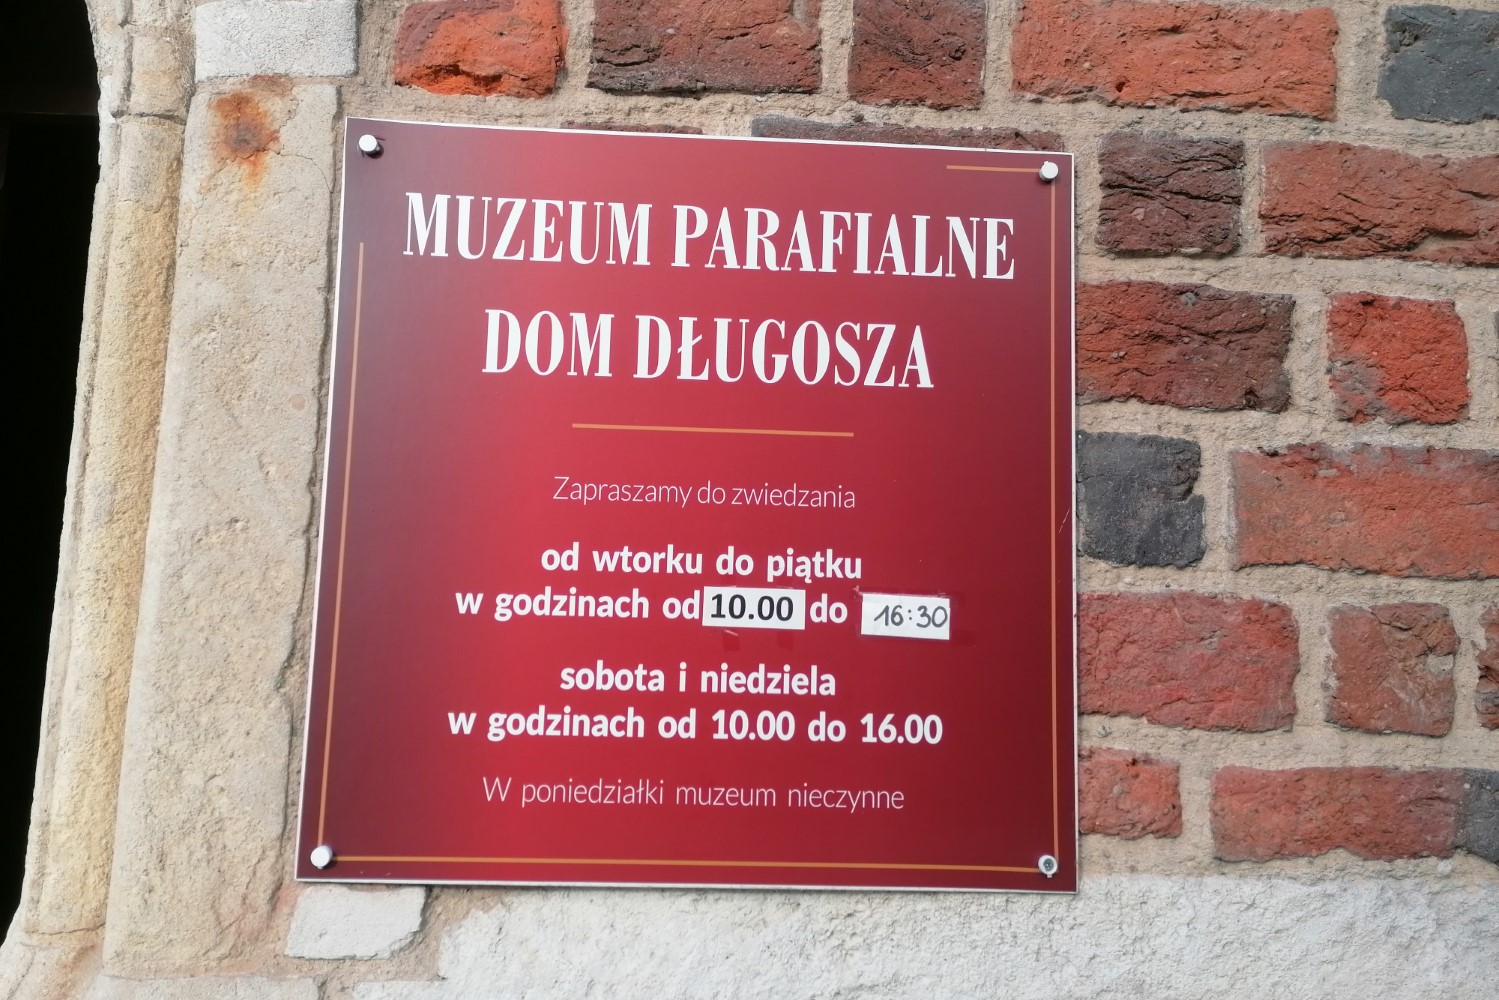 MUZEUM PARAFIALNE
DOM DŁUGOSZA
Zapraszamy do zwiedzania
od wtorku do piątku
w godzinach od 10.00 do 16:30
sobota i niedziela
w godzinach od 10.00 do 16.00
W poniedziałki muzeum nieczynne